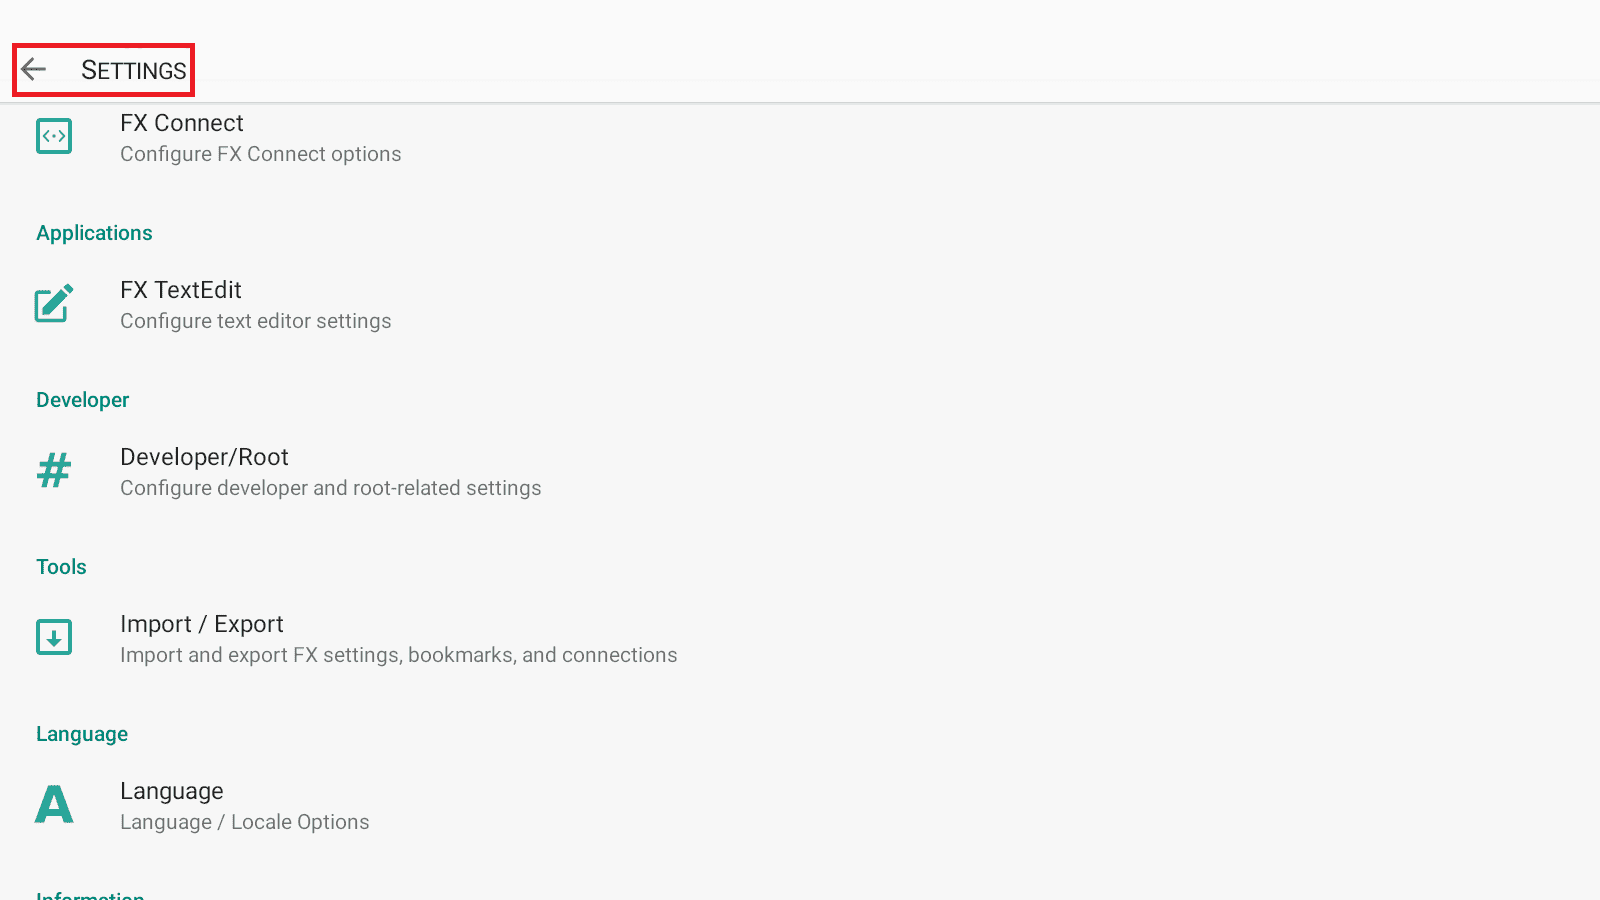 SETTINGS
FX Connect
Configure FX Connect options
Applications
FX TextEdit
Configure text editor settings
Developer
Developer/Root
Configure developer and root-related settings
Tools
Import / Export
Import and export FX settings, bookmarks, and connections
Language
Language
Language / Locale Options
Information